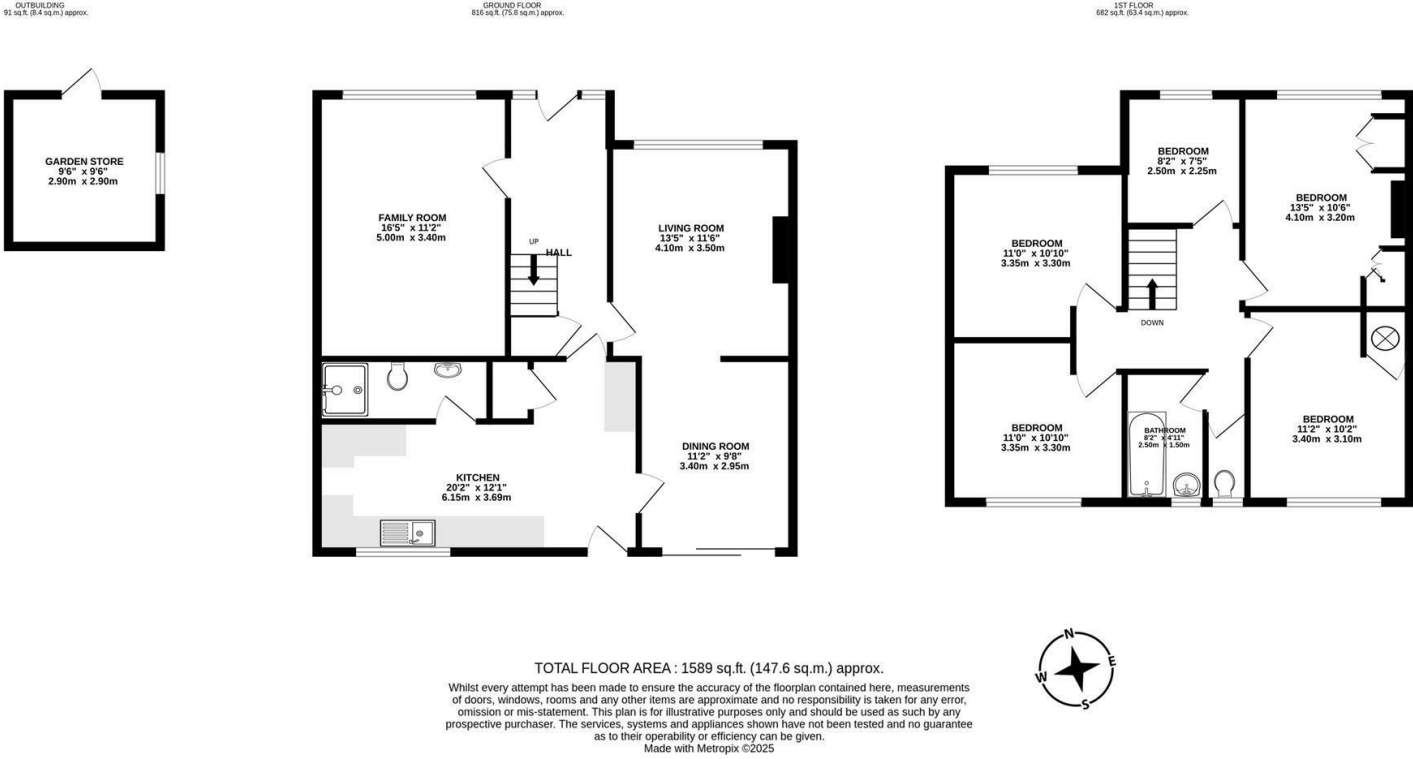 OUTBUILDING
91 sq.ft. (8.4 sq.m.) approx.
GROUND FLOOR
816 sq.ft. (75.8 sq.m.) approx.
1ST FLOOR
682 sq.ft. (63.4 sq.m.) approx.
GARDEN STORE
9'6" x 9'6"
2.90m x 2.90m
FAMILY ROOM
16'5" x 11'2"
5.00m x 3.40m
UP
HALL
LIVING ROOM
13'5" x 11'6"
4.10m x 3.50m
KITCHEN
20'2" x 12'1"
6.15m x 3.69m
DINING ROOM
11'2" x 9'8"
3.40m x 2.95m
BEDROOM
8'2" x 7'5"
2.50m x 2.25m
BEDROOM
13'5" x 10'6"
4.10m x 3.20m
BEDROOM
11'0" x 10'10"
3.35m x 3.30m
DOWN
BEDROOM
11'0" x 10'10"
3.35m x 3.30m
BATHROOM
8'2" x 4'11"
2.50m x 1.50m
BEDROOM
11'2" x 10'2"
3.40m x 3.10m
N
E
S
W
TOTAL FLOOR AREA : 1589 sq.ft. (147.6 sq.m.) approx.
Whilst every attempt has been made to ensure the accuracy of the floorplan contained here, measurements
of doors, windows, rooms and any other items are approximate and no responsibility is taken for any error,
omission or mis-statement. This plan is for illustrative purposes only and should be used as such by any
prospective purchaser. The services, systems and appliances shown have not been tested and no guarantee
as to their operability or efficiency can be given.
Made with Metropix ©2025